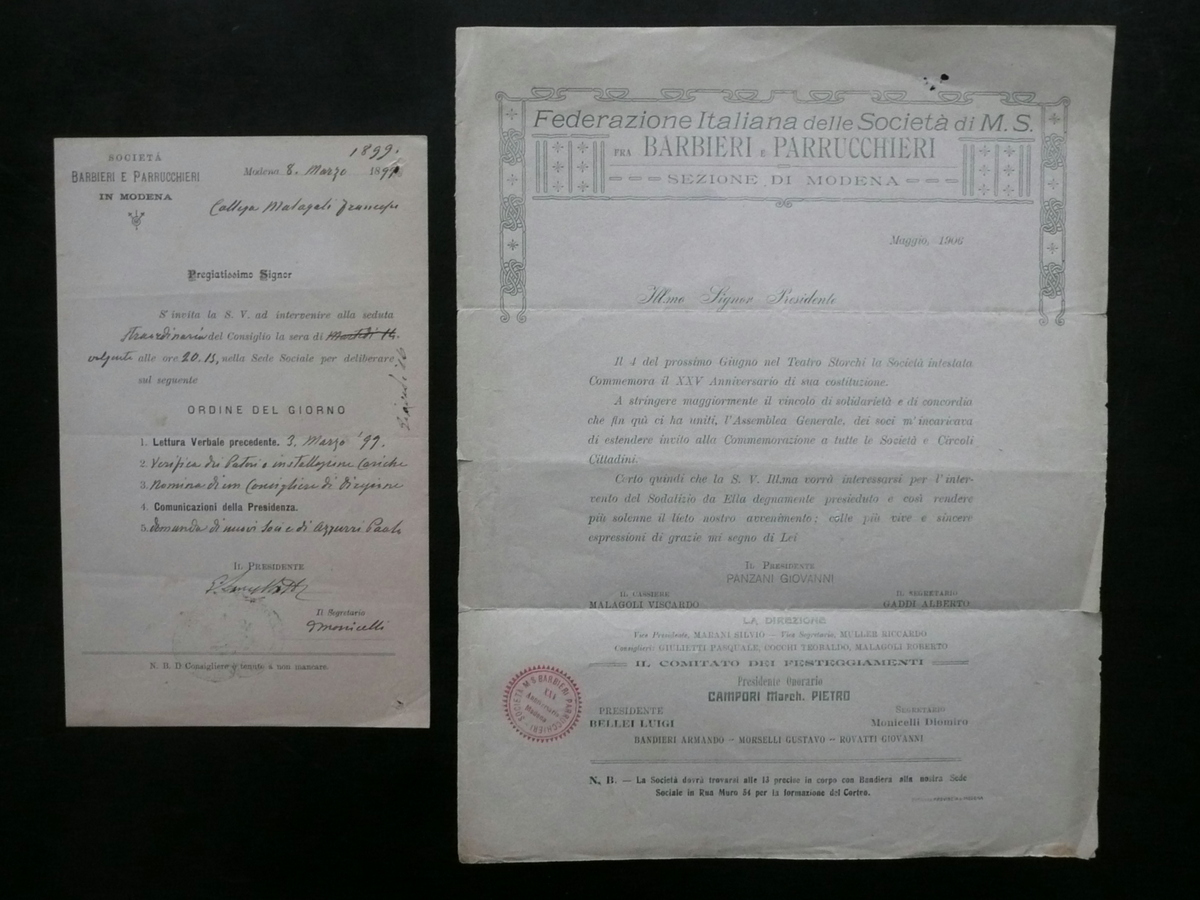 SOCIETÀ
BARBIERI E PARRUCCHIERI
IN MODENA
1899.
Modena 8. Marzo 189
Collega Malagoli
Pregiatissimo Signor
S'invita la S. V. ad intervenire alla seduta
straordinaria del Consiglio la sera di Martedì 14.
volgente alle ore 20.15, nella Sede Sociale per deliberare
sul seguente
ORDINE DEL GIORNO
1. Lettura Verbale precedente. 3. Marzo '99.
2. Verifica dei Poteri e installazione Cariche
3. Nomina di un Consigliere di Direzione
4. Comunicazioni della Presidenza.
5. domanda di nuovi Soci e di Azzurri Paolo
IL PRESIDENTE
Il Segretario
D Monicelli
N. B. D Consigliere è tenuto a non mancare.
Federazione Italiana delle Società di M. S.
FRA BARBIERI E PARRUCCHIERI
SEZIONE DI MODENA
Maggio, 1906
Ill.mo Signor Presidente
Il 4 del prossimo Giugno nel Teatro Storchi la Società intestata
Commemora il XXV Anniversario di sua costituzione.
A stringere maggiormente il vincolo di solidarietà e di concordia
che fin quì ci ha uniti, l'Assemblea Generale, dei soci m'incaricava
di estendere invito alla Commemorazione a tutte le Società e Circoli
Cittadini.
Certo quindi che la S. V. Ill.ma vorrà interessarsi per l'inter-
vento del Sodalizio da Ella degnamente presieduto e così rendere
più solenne il lieto nostro avvenimento; colle più vive e sincere
espressioni di grazie mi segno di Lei
IL PRESIDENTE
PANZANI GIOVANNI
IL CASSIERE
MALAGOLI VISCARDO
IL SEGRETARIO
GADDI ALBERTO
LA DIREZIONE
Vice Presidente, MARANI SILVIO — Vice Segretario, MULLER RICCARDO
Consiglieri: GIULIETTI PASQUALE, COCCHI TEOBALDO, MALAGOLI ROBERTO
IL COMITATO DEI FESTEGGIAMENTI
Presidente Onorario
CAMPORI March. PIETRO
PRESIDENTE
BELLEI LUIGI
SEGRETARIO
Monicelli Diomiro
BANDIERI ARMANDO – MORSELLI GUSTAVO – ROVATTI GIOVANNI
SOCIETÀ M S BARBIERI PARRUCCHIERI
XXV
Anniversario
Modena
N. B. — La Società dovrà trovarsi alle 13 precise in corpo con Bandiera alla nostra Sede
Sociale in Rua Muro 54 per la formazione del Corteo.